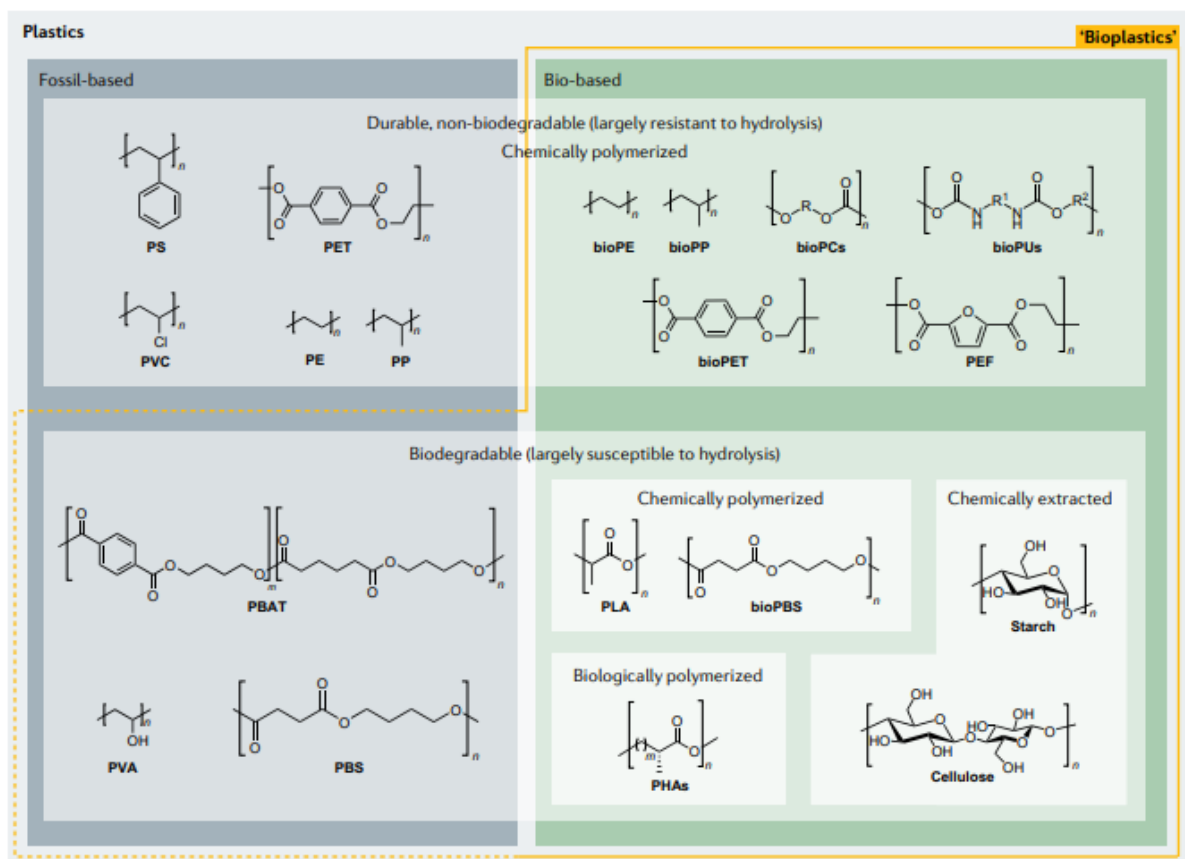 Plastics
'Bioplastics'
Fossil-based
Bio-based
Durable, non-biodegradable (largely resistant to hydrolysis)
Chemically polymerized
n
PS
O
O
O
O
n
PET
n
bioPE
n
bioPP
O
R
O
O
n
bioPCs
O
O
N
H
R1
N
H
O
O
R2
n
bioPUs
n
Cl
PVC
n
PE
n
PP
O
O
O
O
n
bioPET
O
O
O
O
O
n
PEF
Biodegradable (largely susceptible to hydrolysis)
O
O
O
O
m
O
O
O
O
n
PBAT
Chemically polymerized
O
O
n
PLA
O
O
O
O
n
bioPBS
Chemically extracted
OH
O
HO
HO
O
n
Starch
n
OH
PVA
O
O
O
O
n
PBS
Biologically polymerized
m
O
O
n
PHAs
OH
O
HO
OH
O
OH
HO
O
O
OH
n
Cellulose